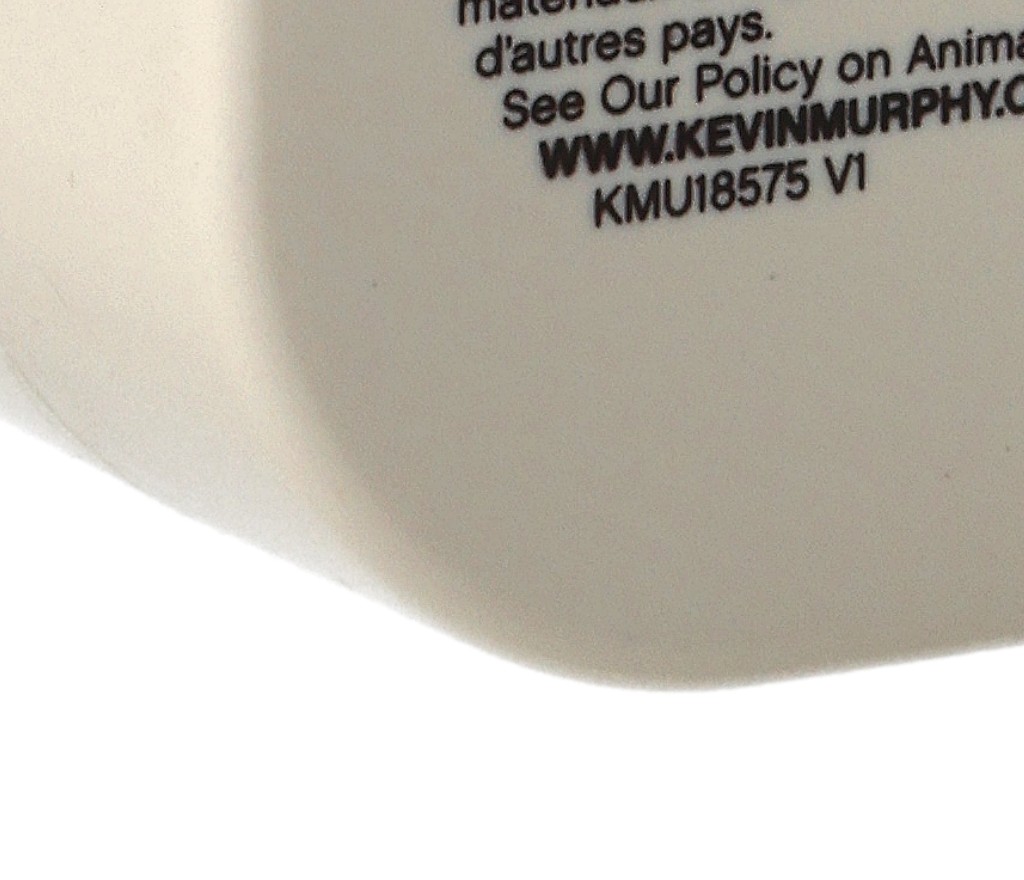 d'autres pays.
See Our Policy on
WWW.KEVINMURPHY.C
KMU18575 V1